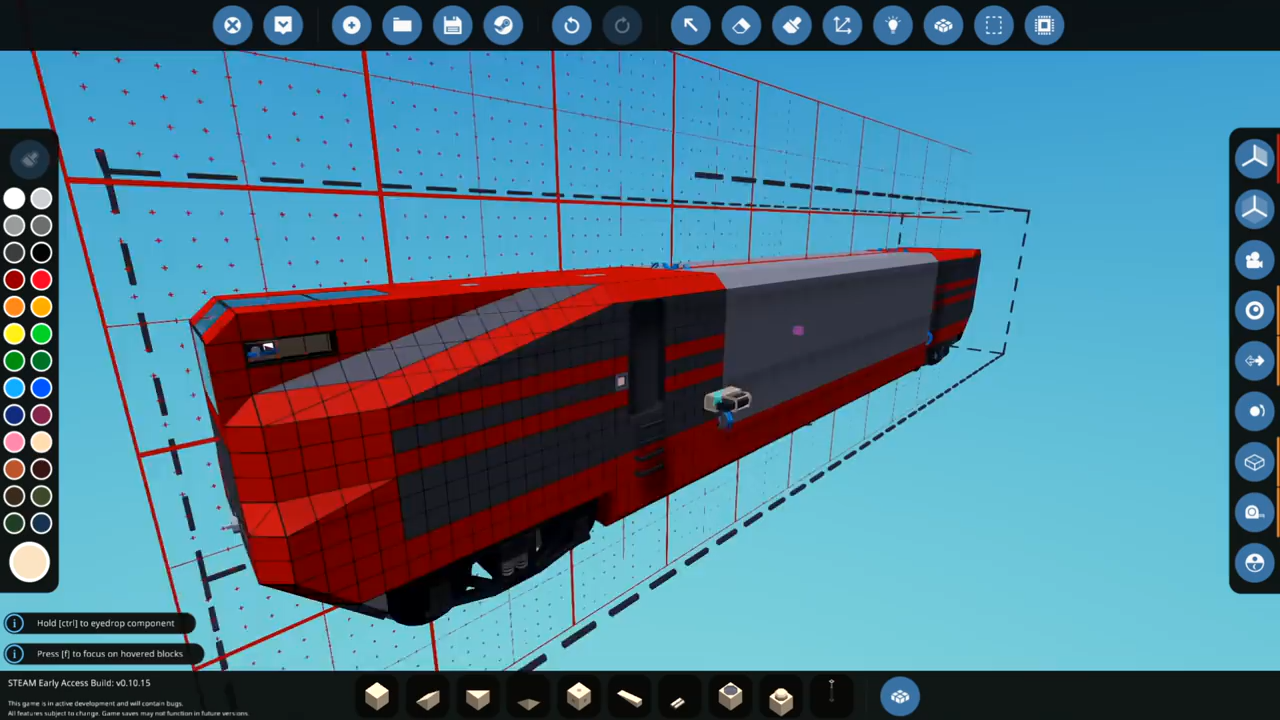 Hold [ctrl] to eyedrop component
Press [f] to focus on hovered blocks
STEAM Early Access Build: v0.10.15
This game is in active development and will contain bugs.
All features subject to change. Game saves may not function in future versions.